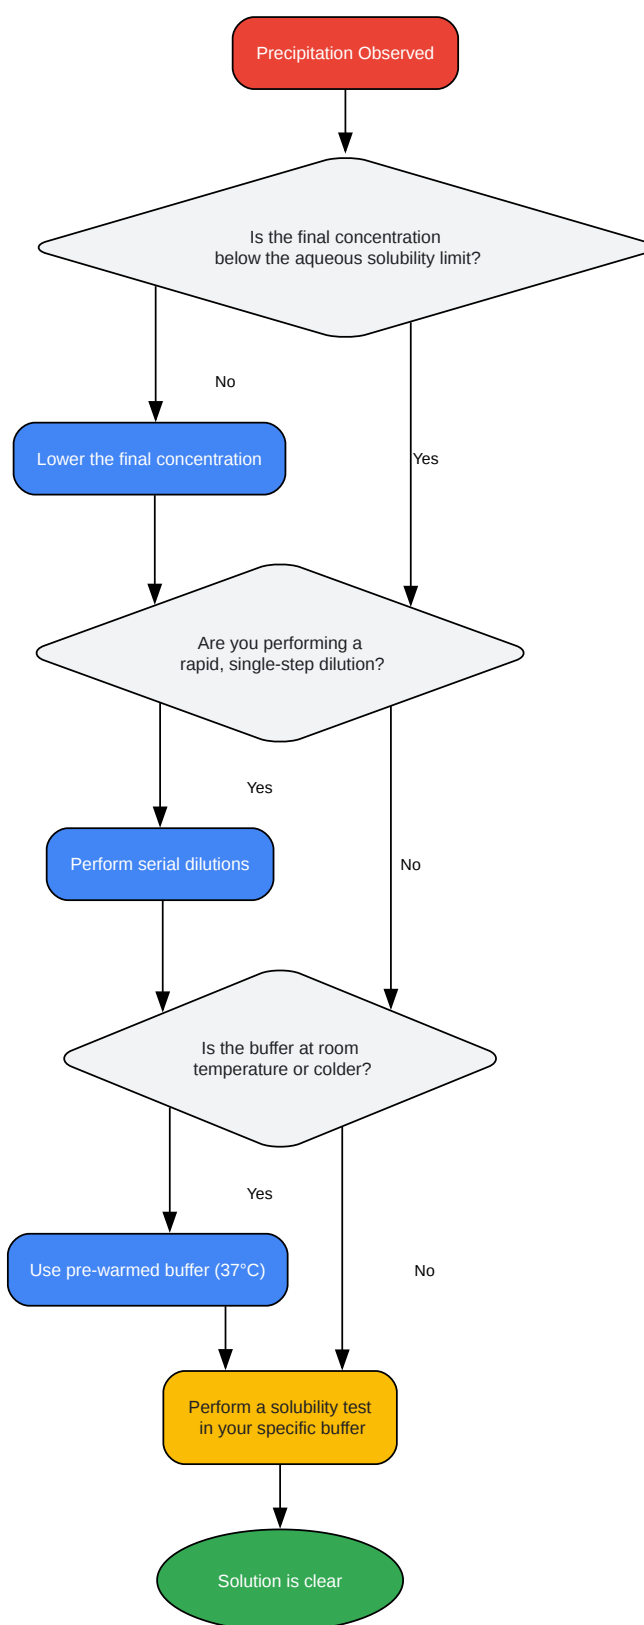 Precipitation Observed
Is the final concentration
below the aqueous solubility limit?
No
Lower the final concentration
Yes
Are you performing a
rapid, single-step dilution?
Yes
Perform serial dilutions
No
Is the buffer at room
temperature or colder?
Yes
Use pre-warmed buffer (37°C)
No
Perform a solubility test
in your specific buffer
Solution is clear